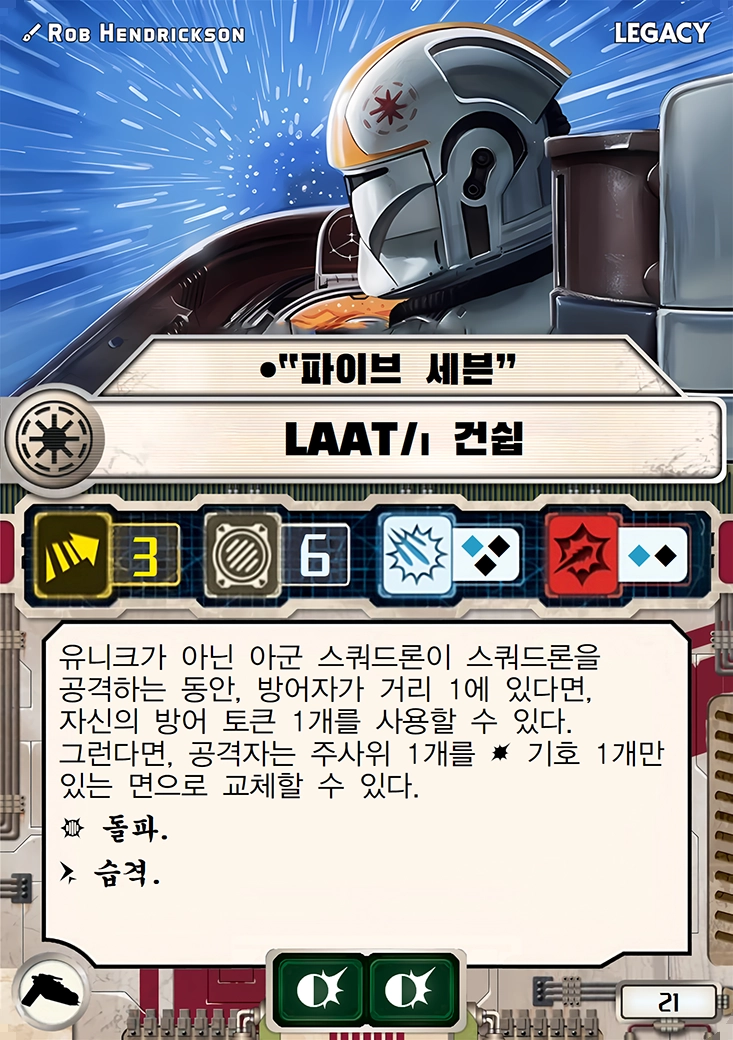 Rob Hendrickson
LEGACY
•“파이브 세븐”
LAAT/i 건쉽
3
6
유니크가 아닌 아군 스쿼드론이 스쿼드론을
공격하는 동안, 방어자가 거리 1에 있다면,
자신의 방어 토큰 1개를 사용할 수 있다.
그런다면, 공격자는 주사위 1개를 기호 1개만
있는 면으로 교체할 수 있다.
돌파.
습격.
21